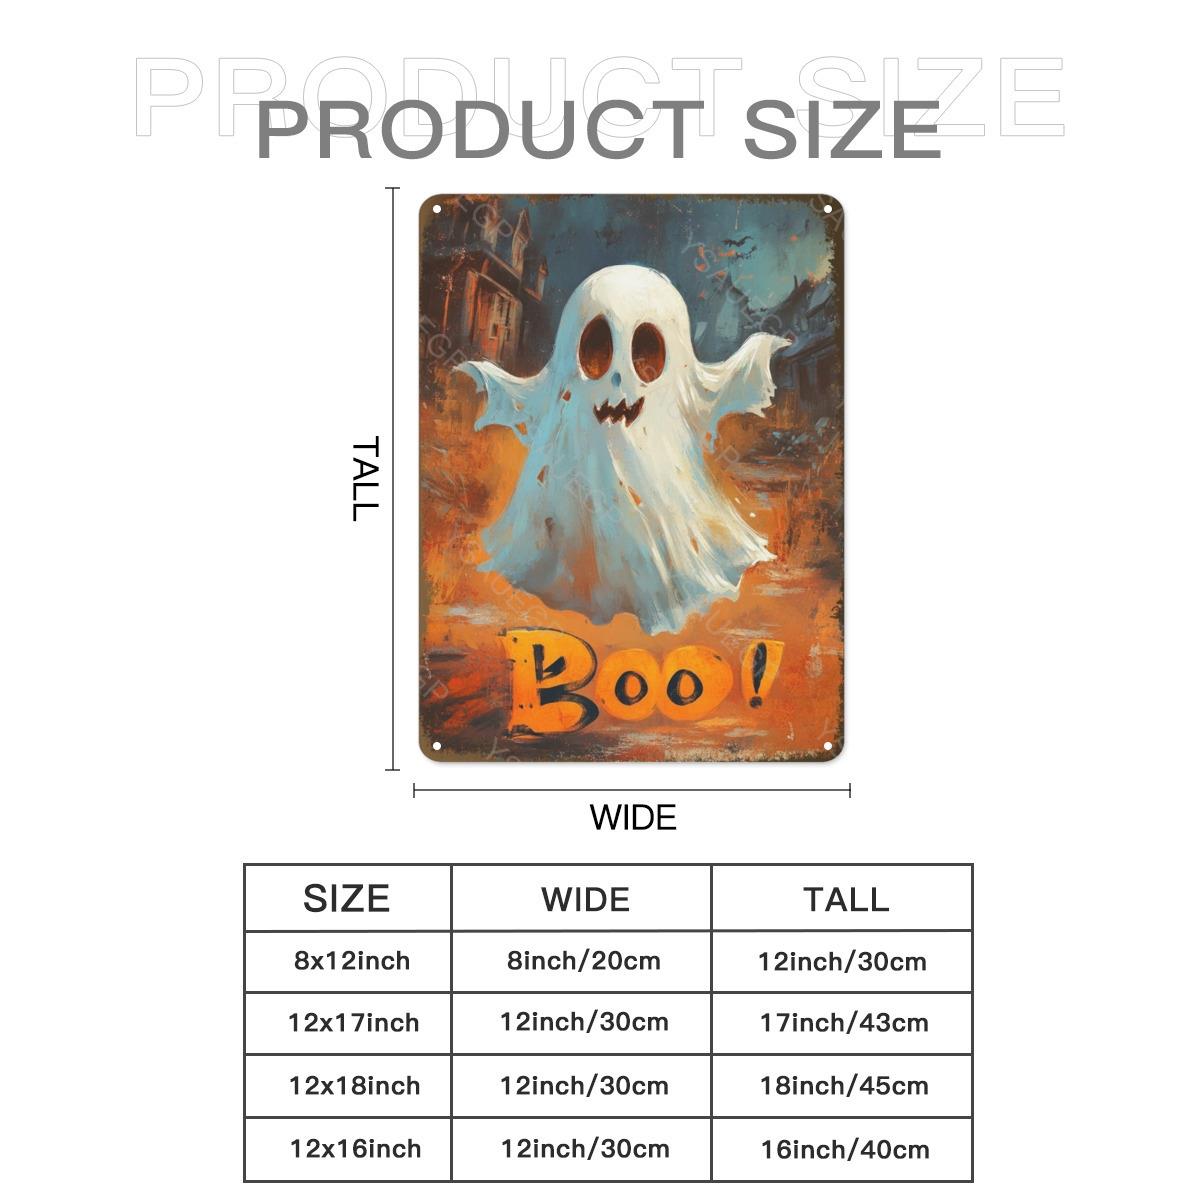 PRODUCT SIZE
PRODUCT SIZE
TALL
Boo!
WIDE
SIZE WIDE TALL
8x12inch 8inch/20cm 12inch/30cm
12x17inch 12inch/30cm 17inch/43cm
12x18inch 12inch/30cm 18inch/45cm
12x16inch 12inch/30cm 16inch/40cm